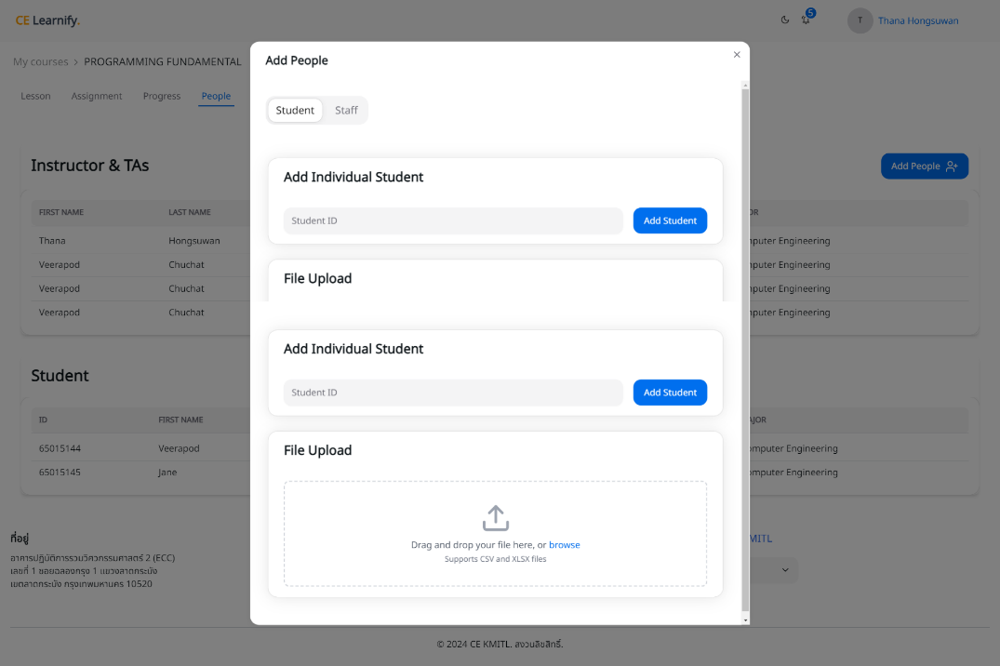 CE Learnify.
5
T
Thana Hongsuwan
My courses > PROGRAMMING FUNDAMENTAL
Lesson Assignment Progress People
Add People
Student Staff
Instructor & TAs
Add People
FIRST NAME LAST NAME
Thana Hongsuwan
Veerapod Chuchat
Veerapod Chuchat
Veerapod Chuchat
Engineering
Engineering
Engineering
Engineering
Add Individual Student
Student ID Add Student
File Upload
Add Individual Student
Student ID Add Student
File Upload
Drag and drop your file here, or browse
Supports CSV and XLSX files
Student
ID FIRST NAME
65015144 Veerapod
65015145 Jane
Engineering
Engineering
ที่อยู่
อาคารปฏิบัติการรวมวิศวกรรมศาสตร์ 2 (ECC)
เลขที่ 1 ซอยฉลองกรุง 1 แขวงลาดกระบัง
เขตลาดกระบัง กรุงเทพมหานคร 10520
KMITL
© 2024 CE KMITL. สงวนลิขสิทธิ์.